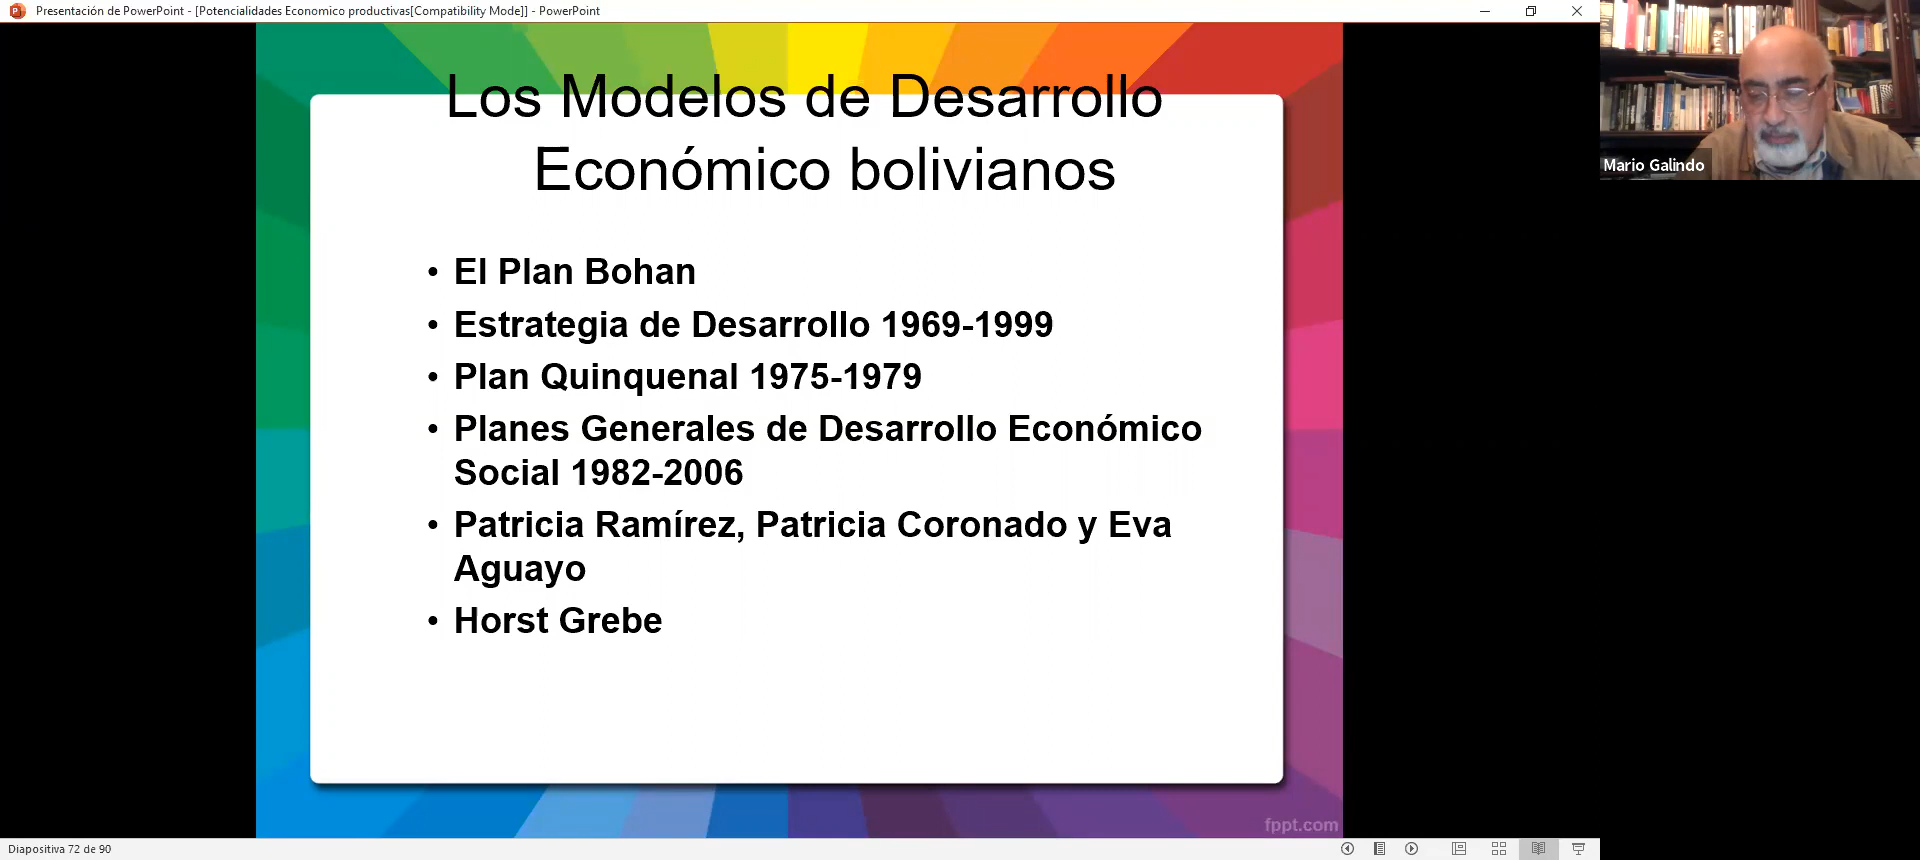 Presentación de PowerPoint - [Potencialidades Economico productivas[Compatibility Mode]] - PowerPoint
Los Modelos de Desarrollo
Económico bolivianos
• El Plan Bohan
• Estrategia de Desarrollo 1969-1999
• Plan Quinquenal 1975-1979
• Planes Generales de Desarrollo Económico
Social 1982-2006
• Patricia Ramírez, Patricia Coronado y Eva
Aguayo
• Horst Grebe
fppt.com
Mario Galindo
Diapositiva 72 de 90